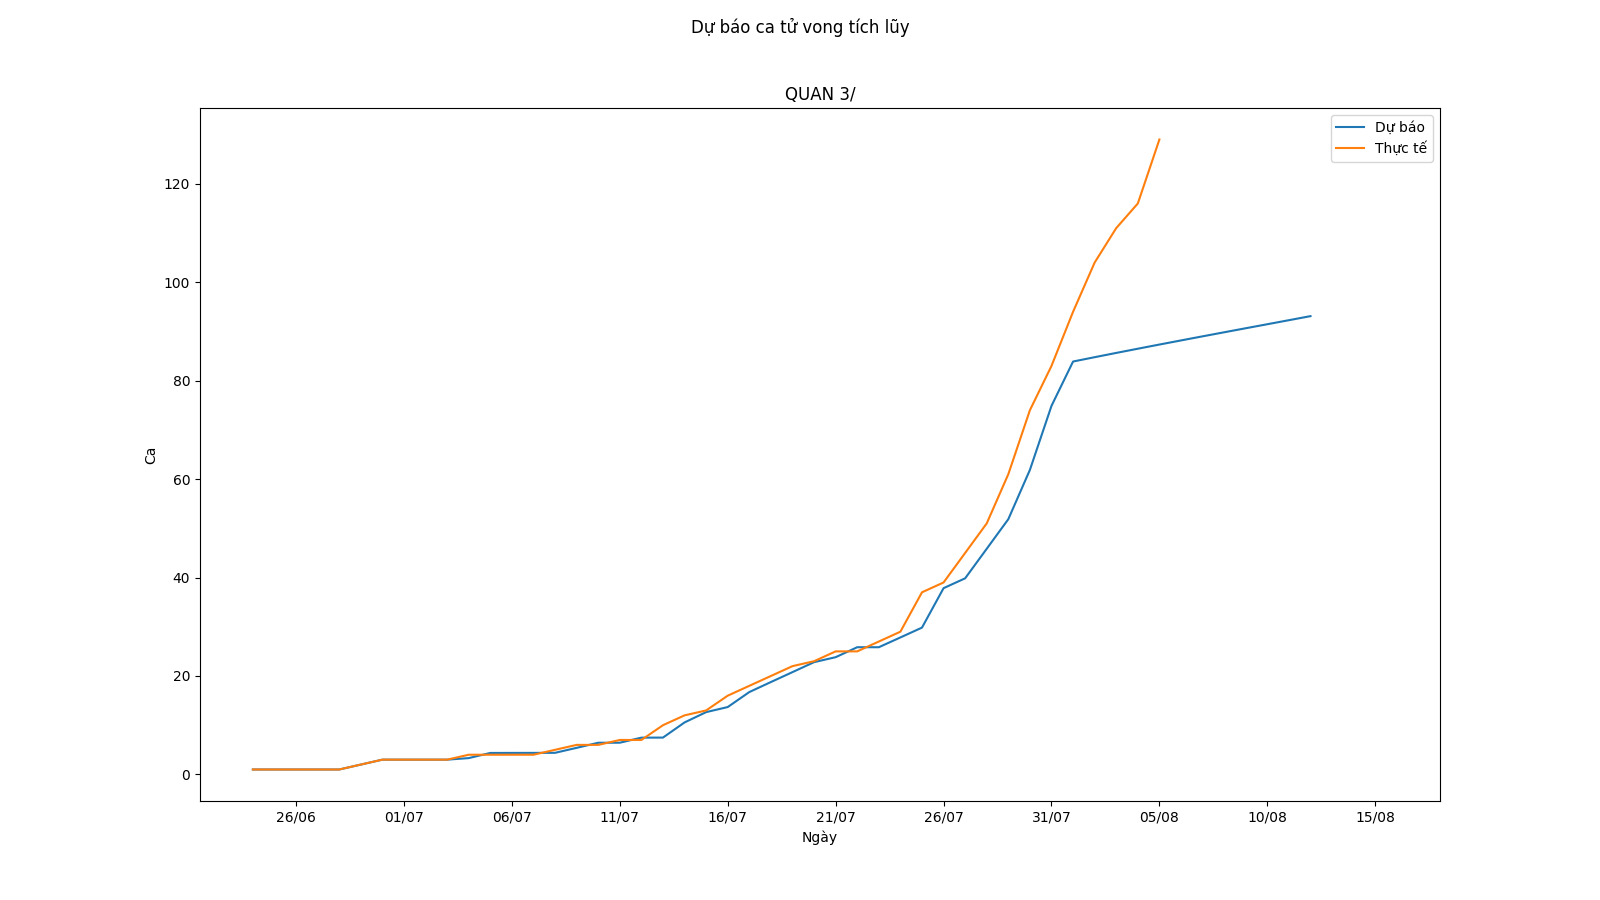 Dự báo ca tử vong tích lũy
QUAN 3/
Dự báo
Thực tế
120
100
80
60
40
20
0
Ca
26/06 01/07 06/07 11/07 16/07 21/07 26/07 31/07 05/08 10/08 15/08
Ngày